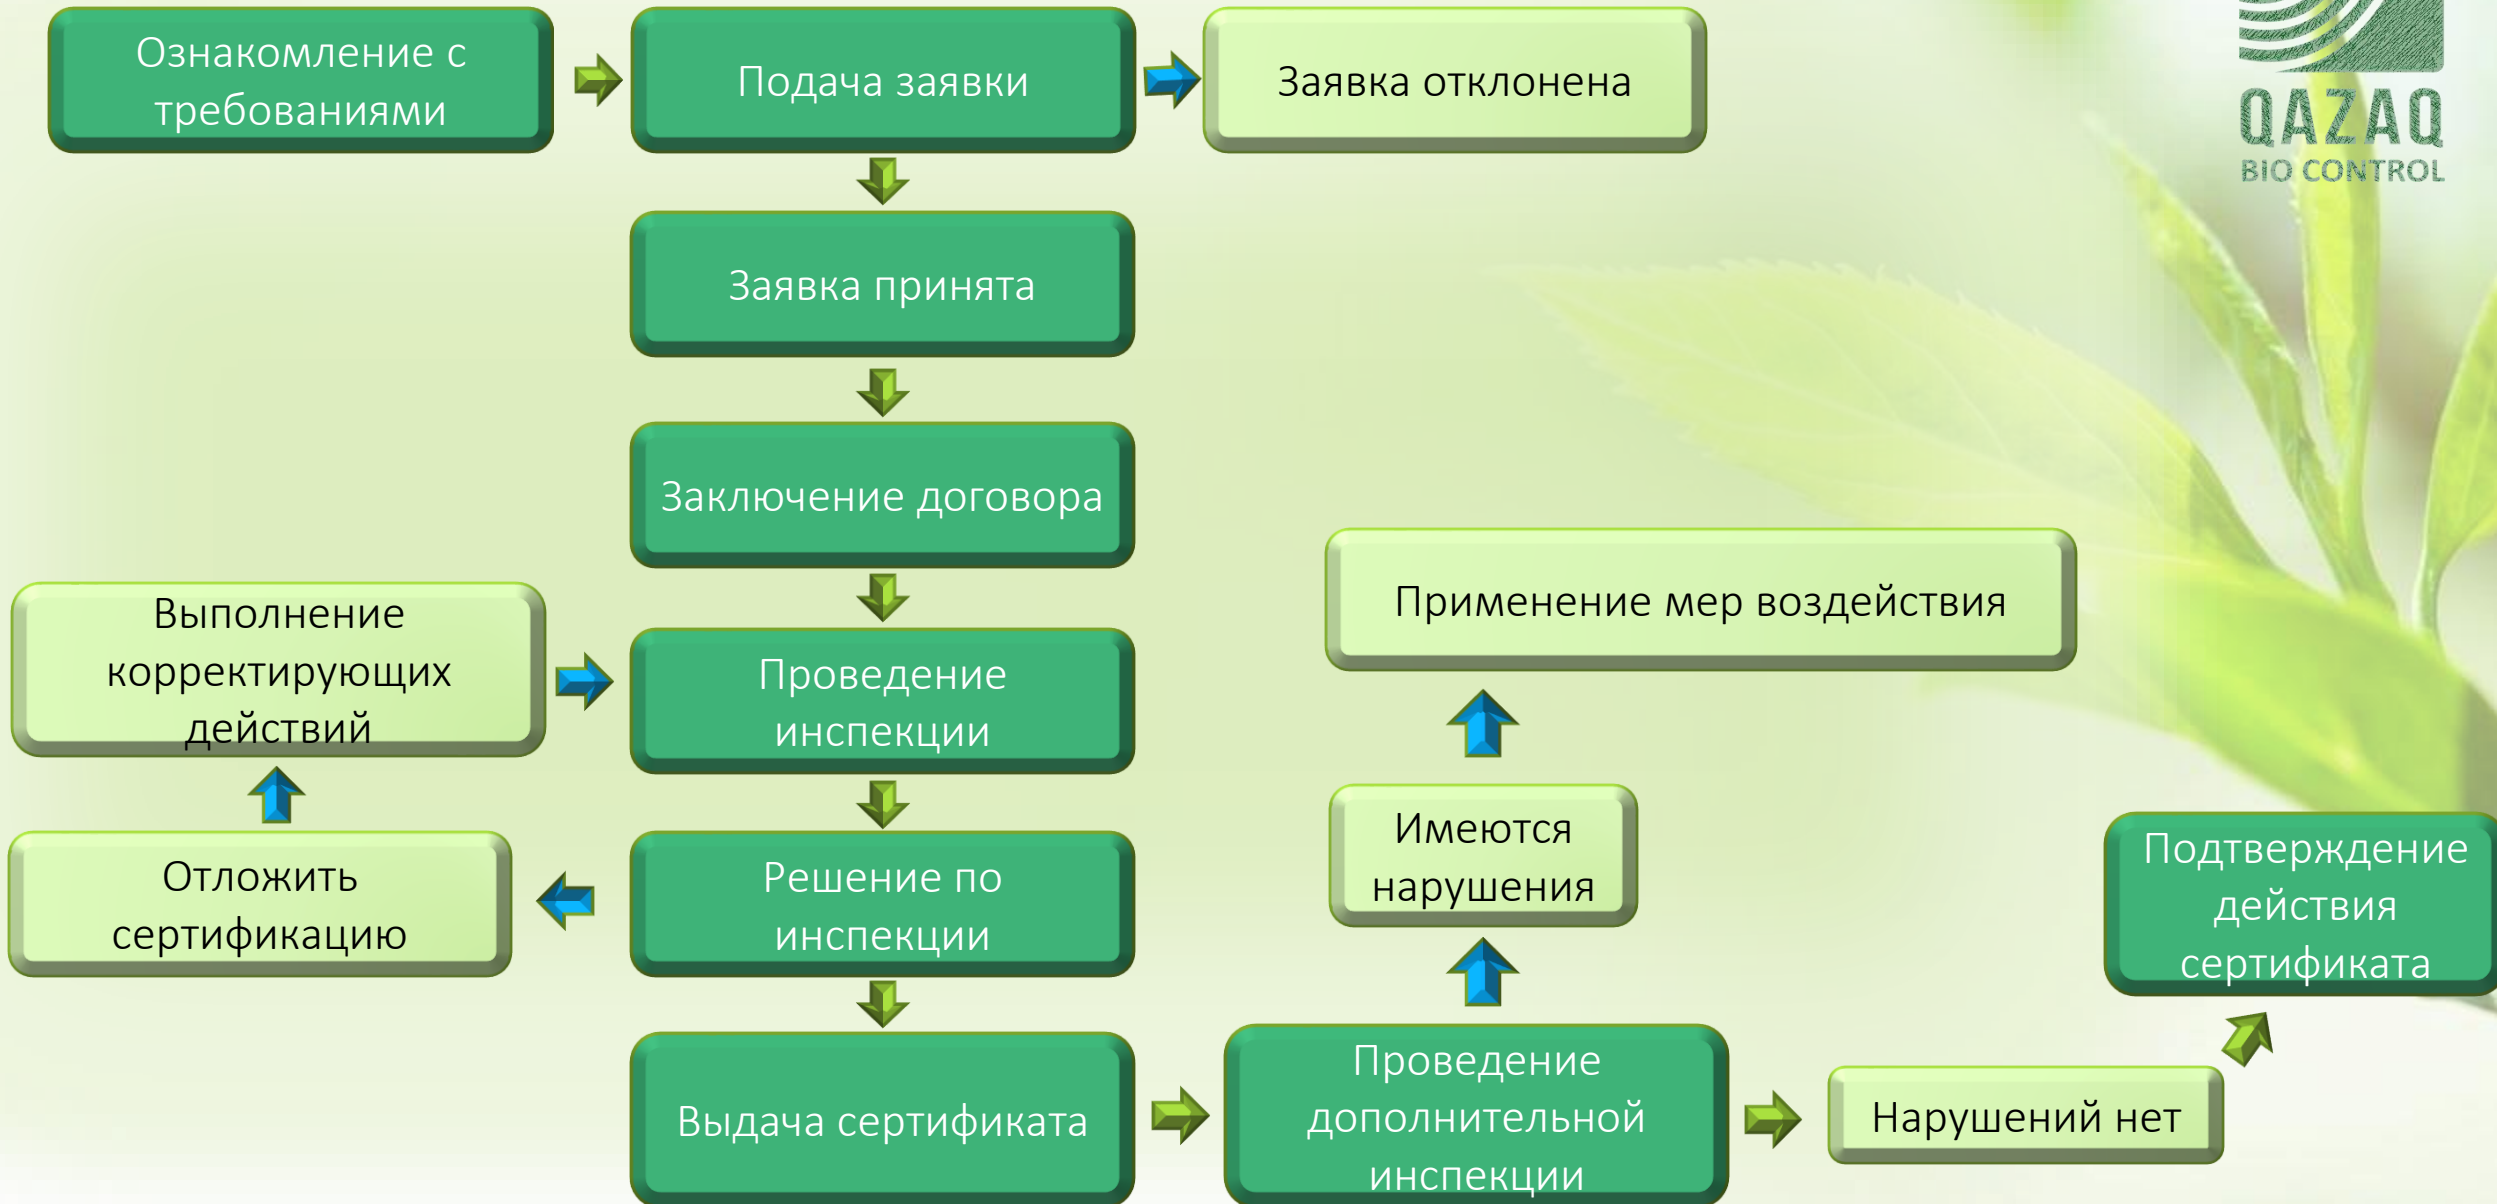 Ознакомление с
требованиями
Подача заявки
Заявка отклонена
QAZAQ
BIO CONTROL
Заявка принята
Заключение договора
Выполнение
корректирующих
действий
Проведение
инспекции
Применение мер воздействия
Отложить
сертификацию
Решение по
инспекции
Имеются
нарушения
Подтверждение
действия
сертификата
Выдача сертификата
Проведение
дополнительной
инспекции
Нарушений нет